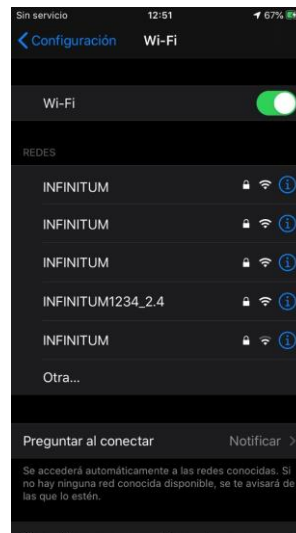 Sin servicio 12:51 67%
Configuración Wi-Fi
Wi-Fi
REDES
INFINITUM
INFINITUM
INFINITUM
INFINITUM1234_2.4
INFINITUM
Otra...
Preguntar al conectar Notificar
Se accederá automáticamente a las redes conocidas. Si
no hay ninguna red conocida disponible, se te avisará de
las que lo estén.